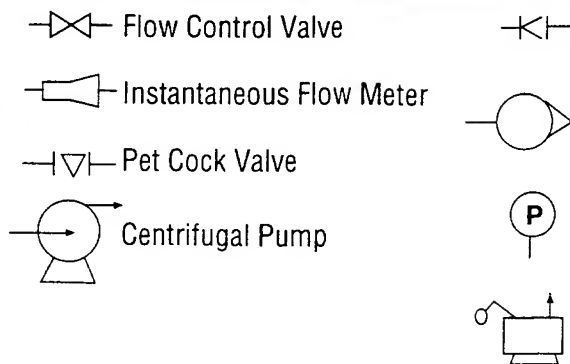 Flow Control Valve
Instantaneous Flow Meter
Pet Cock Valve
P
Centrifugal Pump